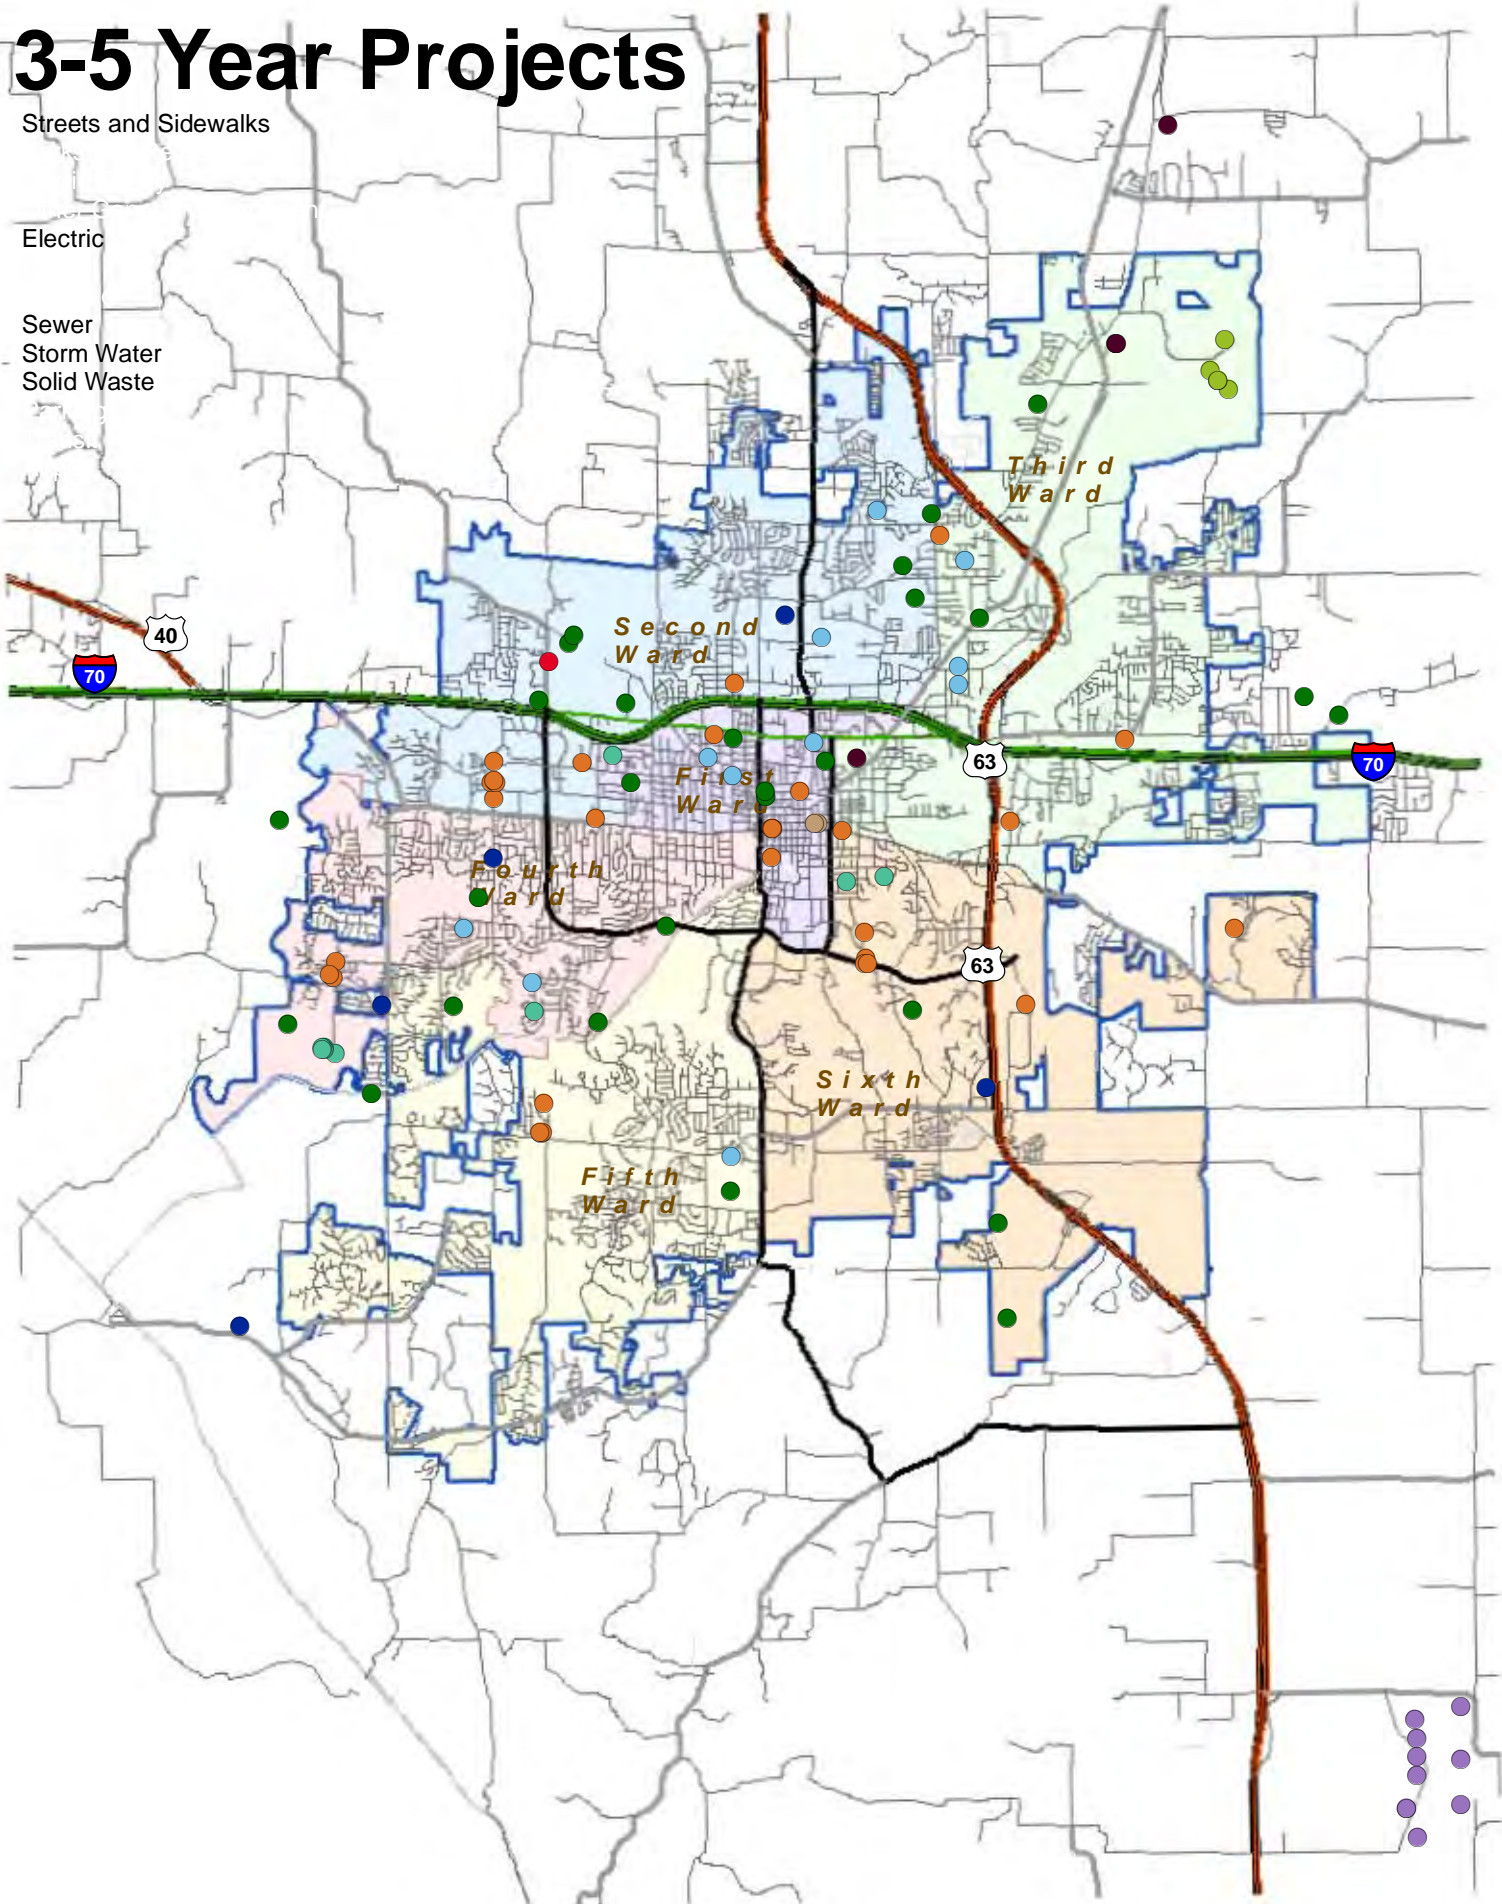 3-5 Year Projects
Streets and Sidewalks
Electric
Sewer
Storm Water
Solid Waste
Third
Ward
40
70
Second
Ward
63
70
First
Ward
Fourth
Ward
63
Sixth
Ward
Fifth
Ward